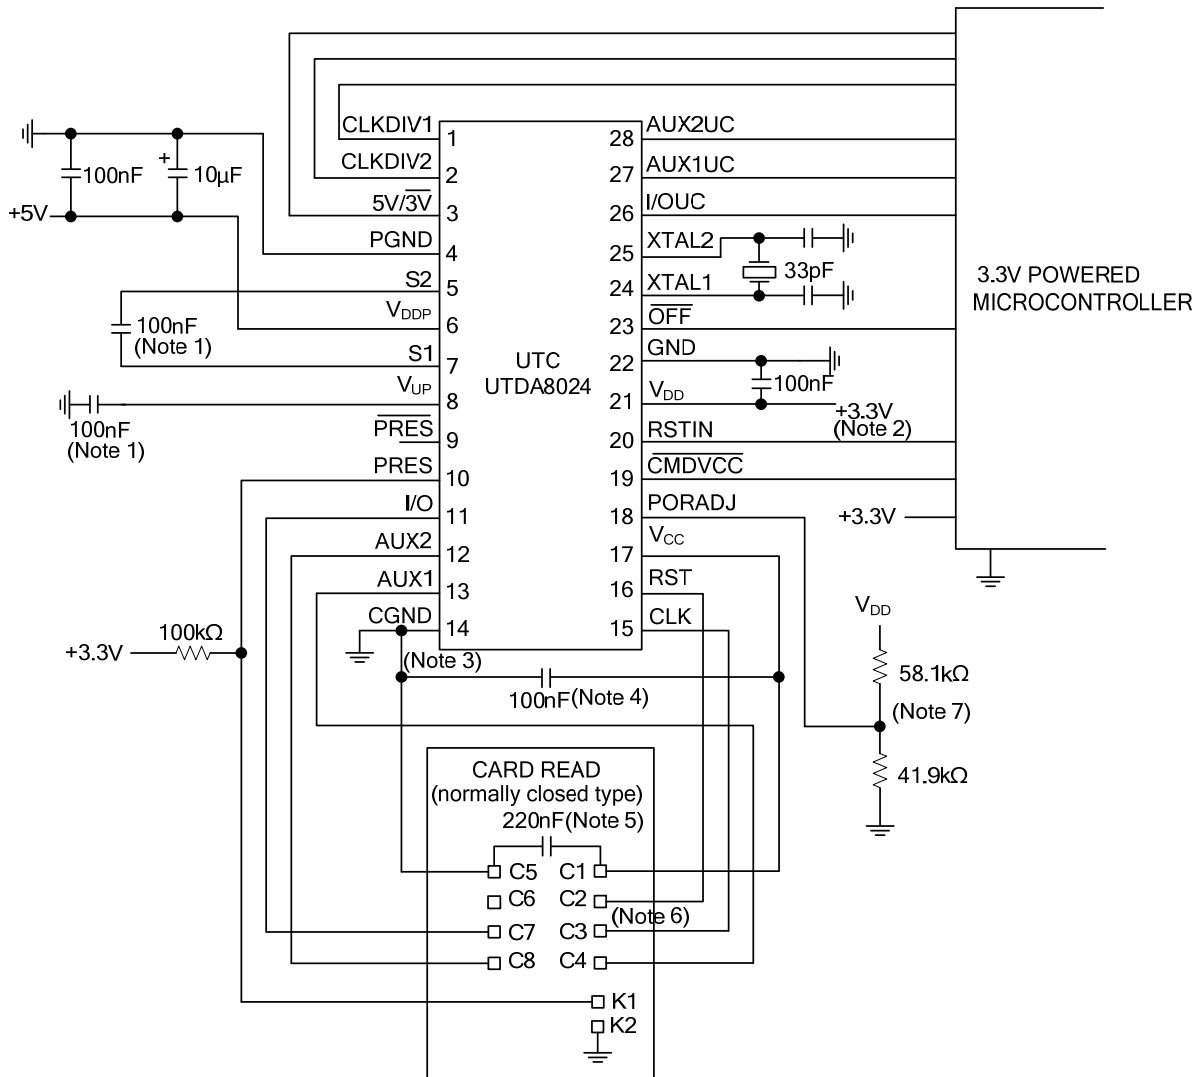 CLKDIV1
1
CLKDIV2
2
5V/3V
3
PGND
4
S2
5
VDDP
6
S1
7
VUP
8
PRES
9
PRES
10
I/O
11
AUX2
12
AUX1
13
CGND
14
AUX2UC
28
AUX1UC
27
I/OUC
26
XTAL2
25
XTAL1
24
OFF
23
GND
22
VDD
21
RSTIN
20
CMDVCC
19
PORADJ
18
VCC
17
RST
16
CLK
15
UTC
UTDA8024
100nF
+
10µF
+5V
100nF
(Note 1)
100nF
(Note 1)
33pF
100nF
+3.3V
(Note 2)
3.3V POWERED
MICROCONTROLLER
+3.3V
100kΩ
+3.3V
(Note 3)
100nF(Note 4)
VDD
58.1kΩ
(Note 7)
41.9kΩ
CARD READ
(normally closed type)
220nF(Note 5)
C5 C1
C6 C2
(Note 6)
C7 C3
C8 C4
K1
K2